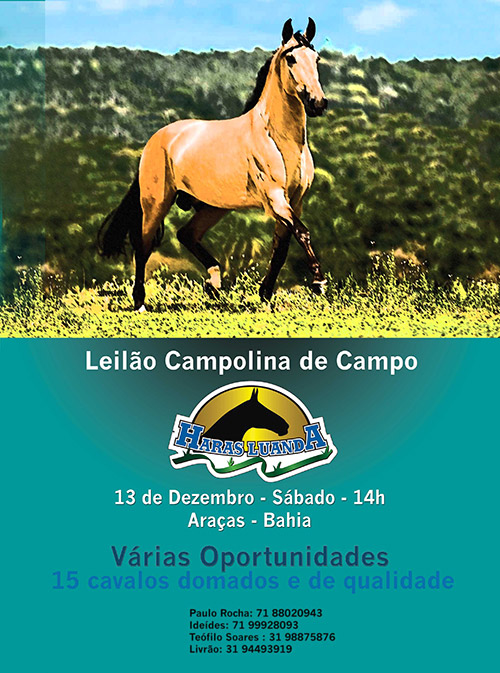 Leilão Campolina de Campo
HARAS LUANDA
13 de Dezembro - Sábado - 14h
Araças - Bahia
Várias Oportunidades
15 cavalos domados e de qualidade
Paulo Rocha: 71 88020943
Ideídes: 71 99928093
Teófilo Soares : 31 98875876
Livrão: 31 94493919